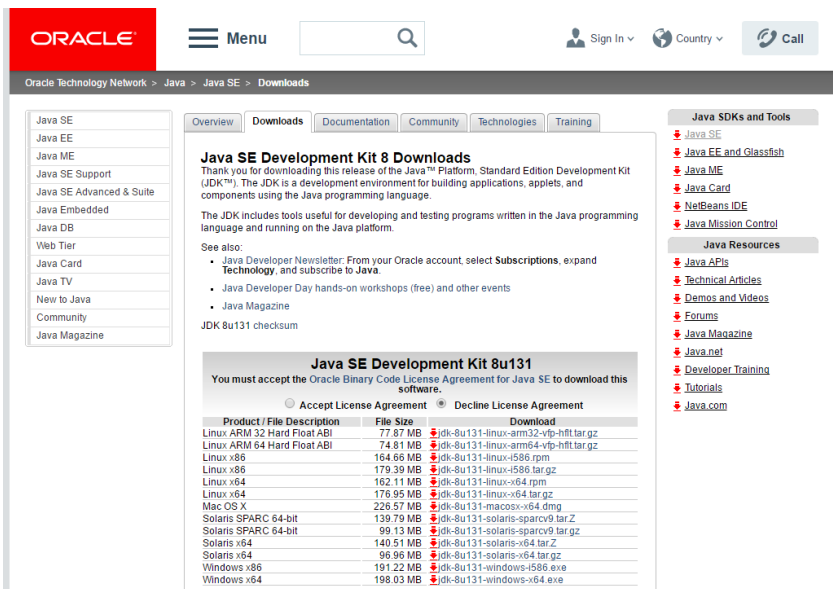 ORACLE
Menu
Sign In
Country
Call
Oracle Technology Network > Java > Java SE > Downloads
Java SE
Java EE
Java ME
Java SE Support
Java SE Advanced & Suite
Java Embedded
Java DB
Web Tier
Java Card
Java TV
New to Java
Community
Java Magazine
Overview Downloads Documentation Community Technologies Training
Java SE Development Kit 8 Downloads
Thank you for downloading this release of the Java™ Platform, Standard Edition Development Kit
(JDK™). The JDK is a development environment for building applications, applets, and
components using the Java programming language.
The JDK includes tools useful for developing and testing programs written in the Java programming
language and running on the Java platform.
See also:
Java Developer Newsletter: From your Oracle account, select Subscriptions, expand
Technology, and subscribe to Java.
Java Developer Day hands-on workshops (free) and other events
Java Magazine
JDK 8u131 checksum
Java SE Development Kit 8u131
You must accept the Oracle Binary Code License Agreement for Java SE to download this
software.
Accept License Agreement Decline License Agreement
Product / File Description File Size Download
Linux ARM 32 Hard Float ABI 77.87 MB jdk-8u131-linux-arm32-vfp-hflt.tar.gz
Linux ARM 64 Hard Float ABI 74.81 MB jdk-8u131-linux-arm64-vfp-hflt.tar.gz
Linux x86 164.66 MB jdk-8u131-linux-i586.rpm
Linux x86 179.39 MB jdk-8u131-linux-i586.tar.gz
Linux x64 162.11 MB jdk-8u131-linux-x64.rpm
Linux x64 176.95 MB jdk-8u131-linux-x64.tar.gz
Mac OS X 226.57 MB jdk-8u131-macosx-x64.dmg
Solaris SPARC 64-bit 139.79 MB jdk-8u131-solaris-sparcv9.tar.Z
Solaris SPARC 64-bit 99.13 MB jdk-8u131-solaris-sparcv9.tar.gz
Solaris x64 140.51 MB jdk-8u131-solaris-x64.tar.Z
Solaris x64 96.96 MB jdk-8u131-solaris-x64.tar.gz
Windows x86 191.22 MB jdk-8u131-windows-i586.exe
Windows x64 198.03 MB jdk-8u131-windows-x64.exe
Java SDKs and Tools
Java SE
Java EE and Glassfish
Java ME
Java Card
NetBeans IDE
Java Mission Control
Java Resources
Java APIs
Technical Articles
Demos and Videos
Forums
Java Magazine
Java.net
Developer Training
Tutorials
Java.com